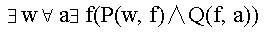 ∃w∀a∃f(P(w, f)∧Q(f, a))